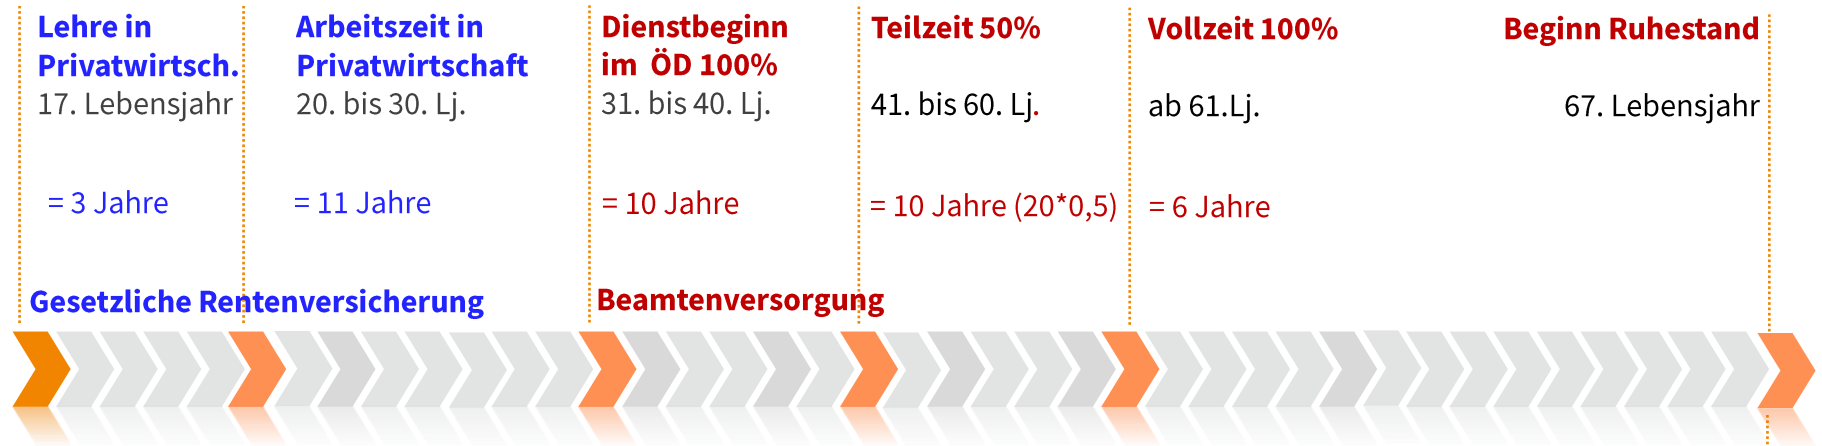 Lehre in
Privatwirtsch.
17. Lebensjahr
= 3 Jahre
Arbeitszeit in
Privatwirtschaft
20. bis 30. Lj.
= 11 Jahre
Dienstbeginn
im ÖD 100%
31. bis 40. Lj.
= 10 Jahre
Teilzeit 50%
41. bis 60. Lj.
= 10 Jahre (20*0,5)
Vollzeit 100%
ab 61.Lj.
= 6 Jahre
Beginn Ruhestand
67. Lebensjahr
Gesetzliche Rentenversicherung
Beamtenversorgung